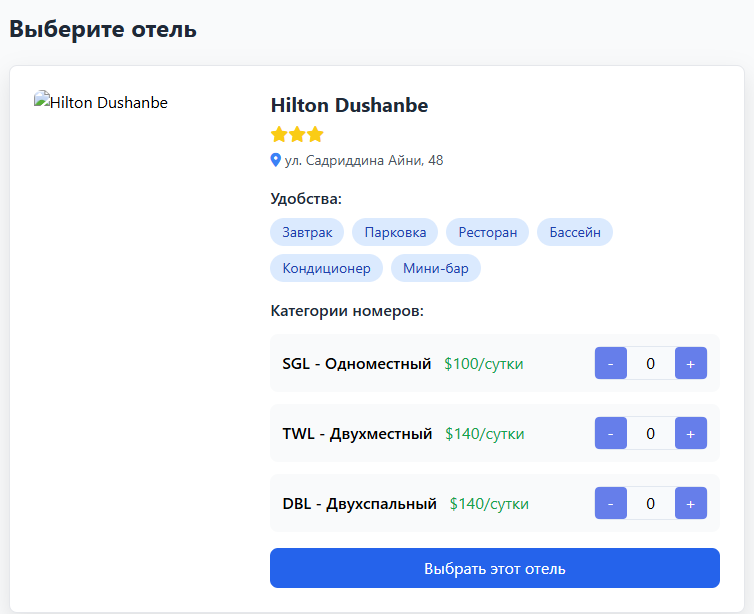 Выберите отель
Hilton Dushanbe
Hilton Dushanbe
ул. Садриддина Айни, 48
Удобства:
Завтрак Парковка Ресторан Бассейн
Кондиционер Мини-бар
Категории номеров:
SGL - Одноместный $100/сутки - 0 +
TWL - Двухместный $140/сутки - 0 +
DBL - Двухспальный $140/сутки - 0 +
Выбрать этот отель